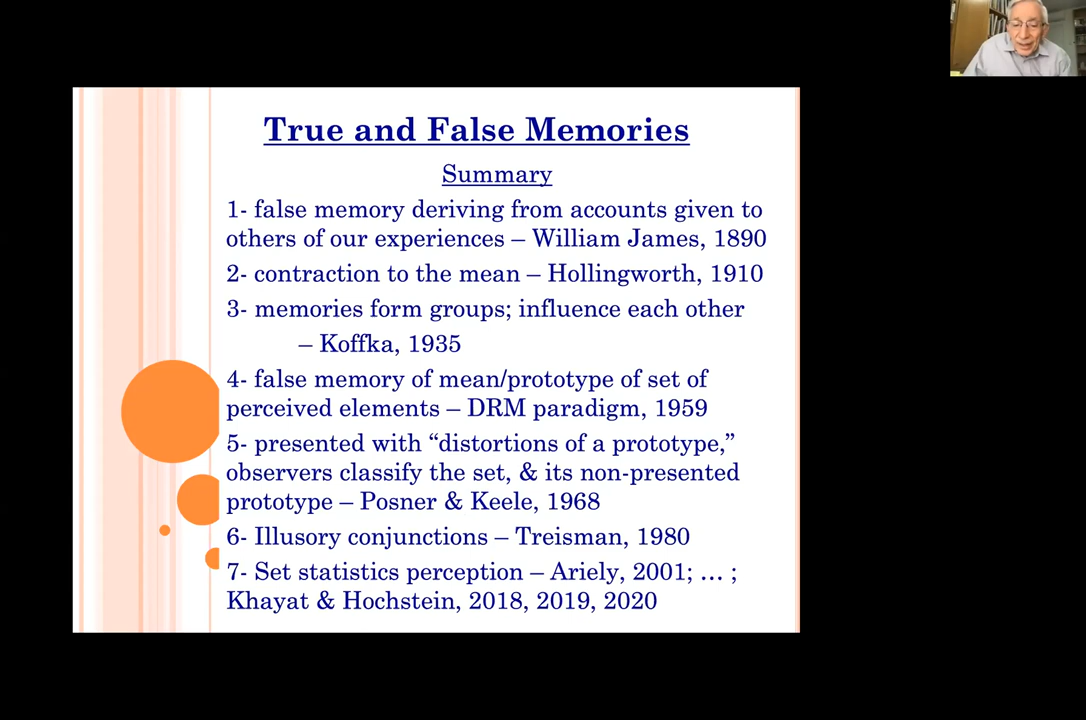 True and False Memories
Summary
1- false memory deriving from accounts given to
others of our experiences – William James, 1890
2- contraction to the mean – Hollingworth, 1910
3- memories form groups; influence each other
– Koffka, 1935
4- false memory of mean/prototype of set of
perceived elements – DRM paradigm, 1959
5- presented with “distortions of a prototype,”
observers classify the set, & its non-presented
prototype – Posner & Keele, 1968
6- Illusory conjunctions – Treisman, 1980
7- Set statistics perception – Ariely, 2001; … ;
Khayat & Hochstein, 2018, 2019, 2020